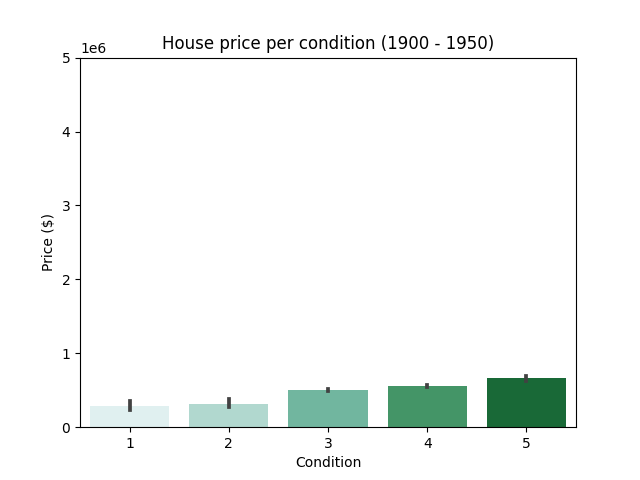 House price per condition (1900 - 1950)
1e6
5
4
3
2
1
0
Price ($)
1 2 3 4 5
Condition